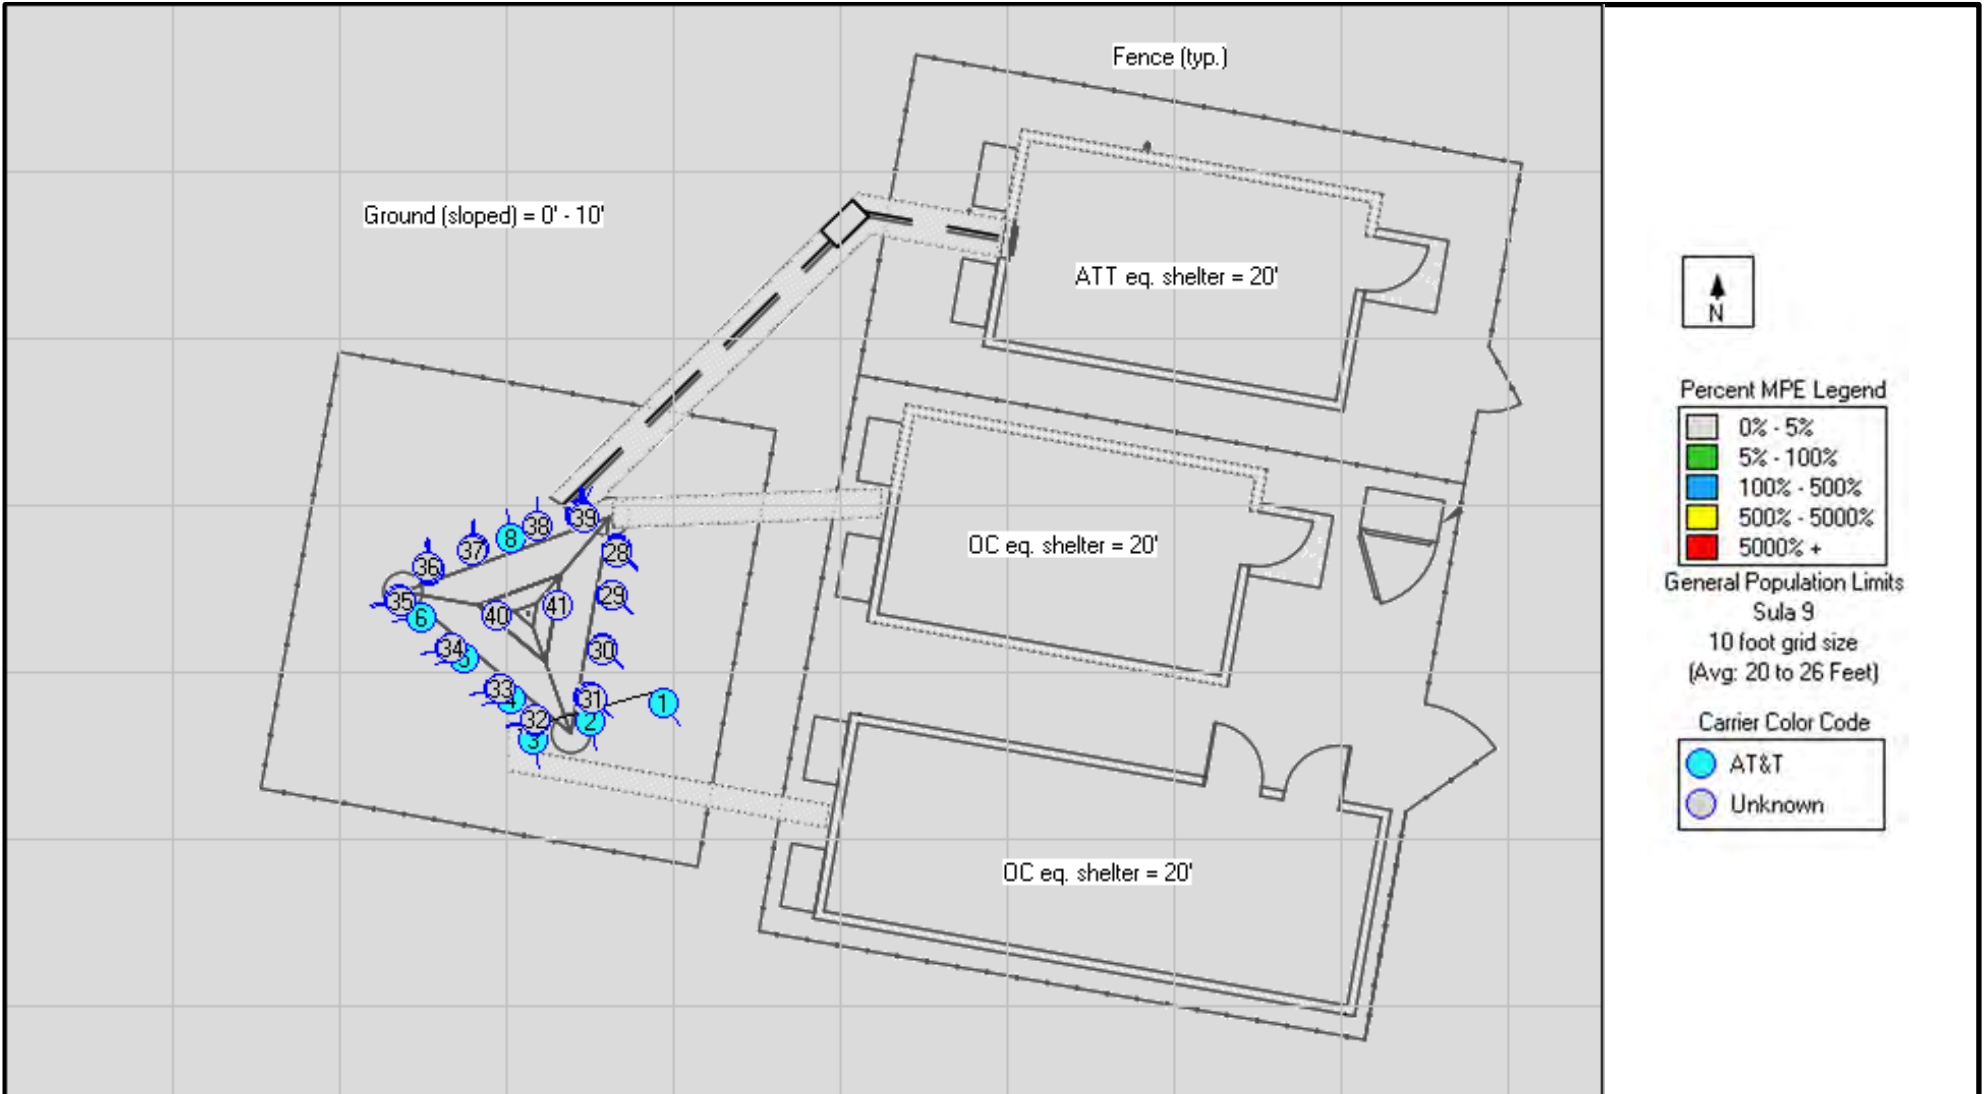 Fence (typ.)
Ground (sloped) = 0' - 10'
ATT eq. shelter = 20'
OC eq. shelter = 20'
OC eq. shelter = 20'
39
38
8
37
36
28
35
29
41
40
6
34
5
30
33
4
31
1
32
2
3
N
Percent MPE Legend
0% - 5%
5% - 100%
100% - 500%
500% - 5000%
5000% +
General Population Limits
Sula 9
10 foot grid size
(Avg: 20 to 26 Feet)
Carrier Color Code
AT&T
Unknown